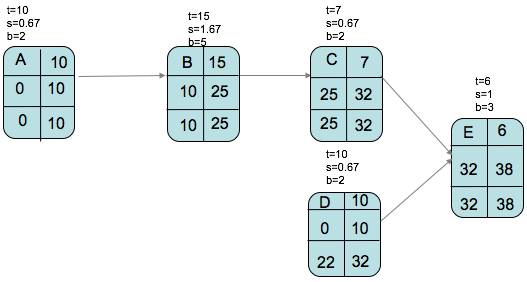 t=10
s=0.67
b=2
A 10
0 10
0 10
t=15
s=1.67
b=5
B 15
10 25
10 25
t=7
s=0.67
b=2
C 7
25 32
25 32
t=10
s=0.67
b=2
D 10
0 10
22 32
t=6
s=1
b=3
E 6
32 38
32 38